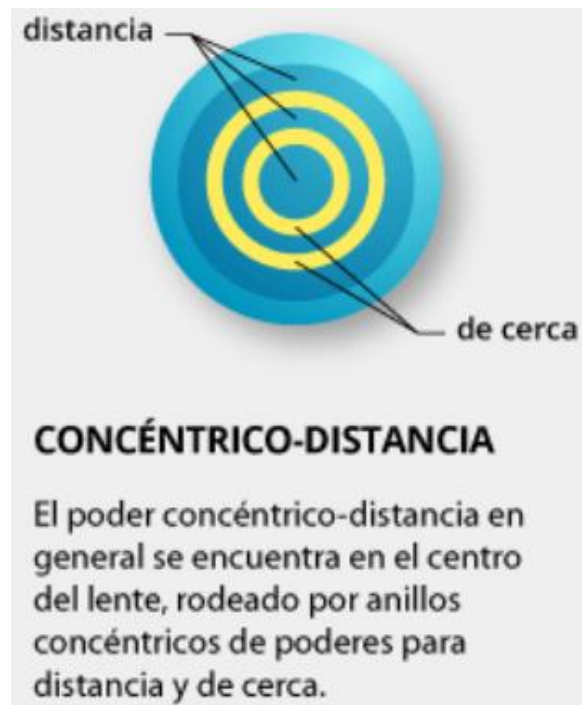 distancia
de cerca
CONCÉNTRICO-DISTANCIA
El poder concéntrico-distancia en
general se encuentra en el centro
del lente, rodeado por anillos
concéntricos de poderes para
distancia y de cerca.